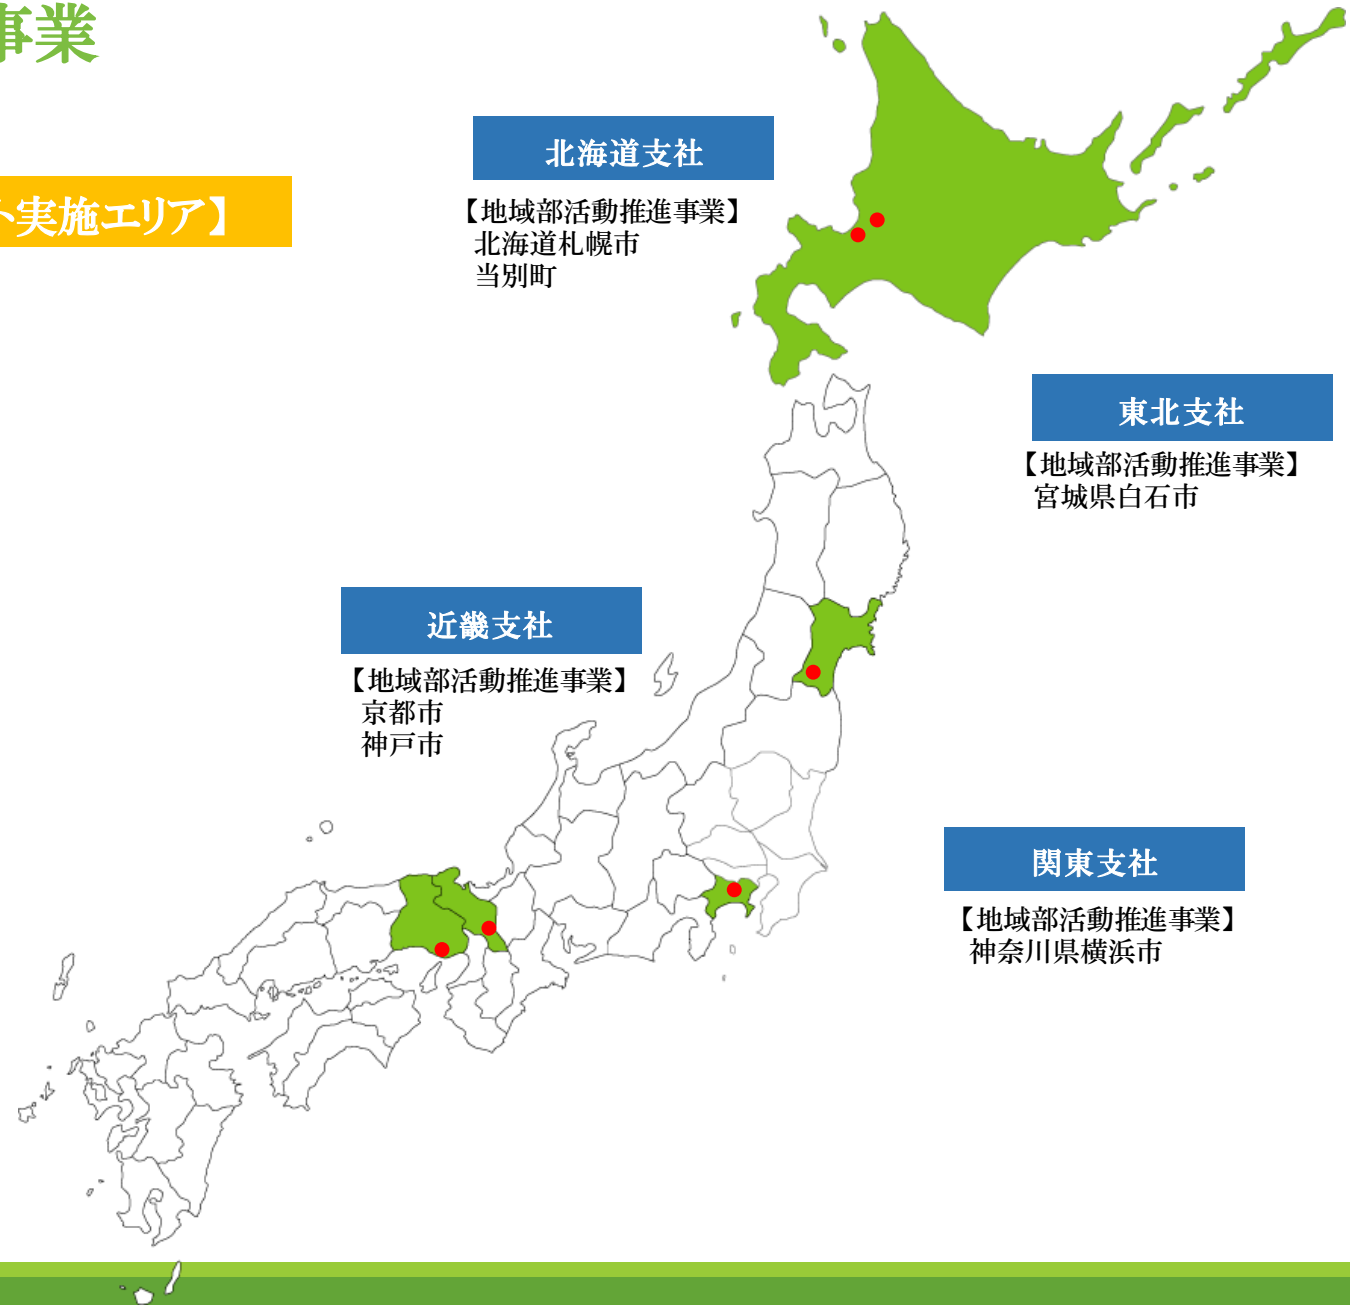 事業
ト実施エリア】
北海道支社
【地域部活動推進事業】
北海道札幌市
当別町
東北支社
【地域部活動推進事業】
宮城県白石市
近畿支社
【地域部活動推進事業】
京都市
神戸市
関東支社
【地域部活動推進事業】
神奈川県横浜市